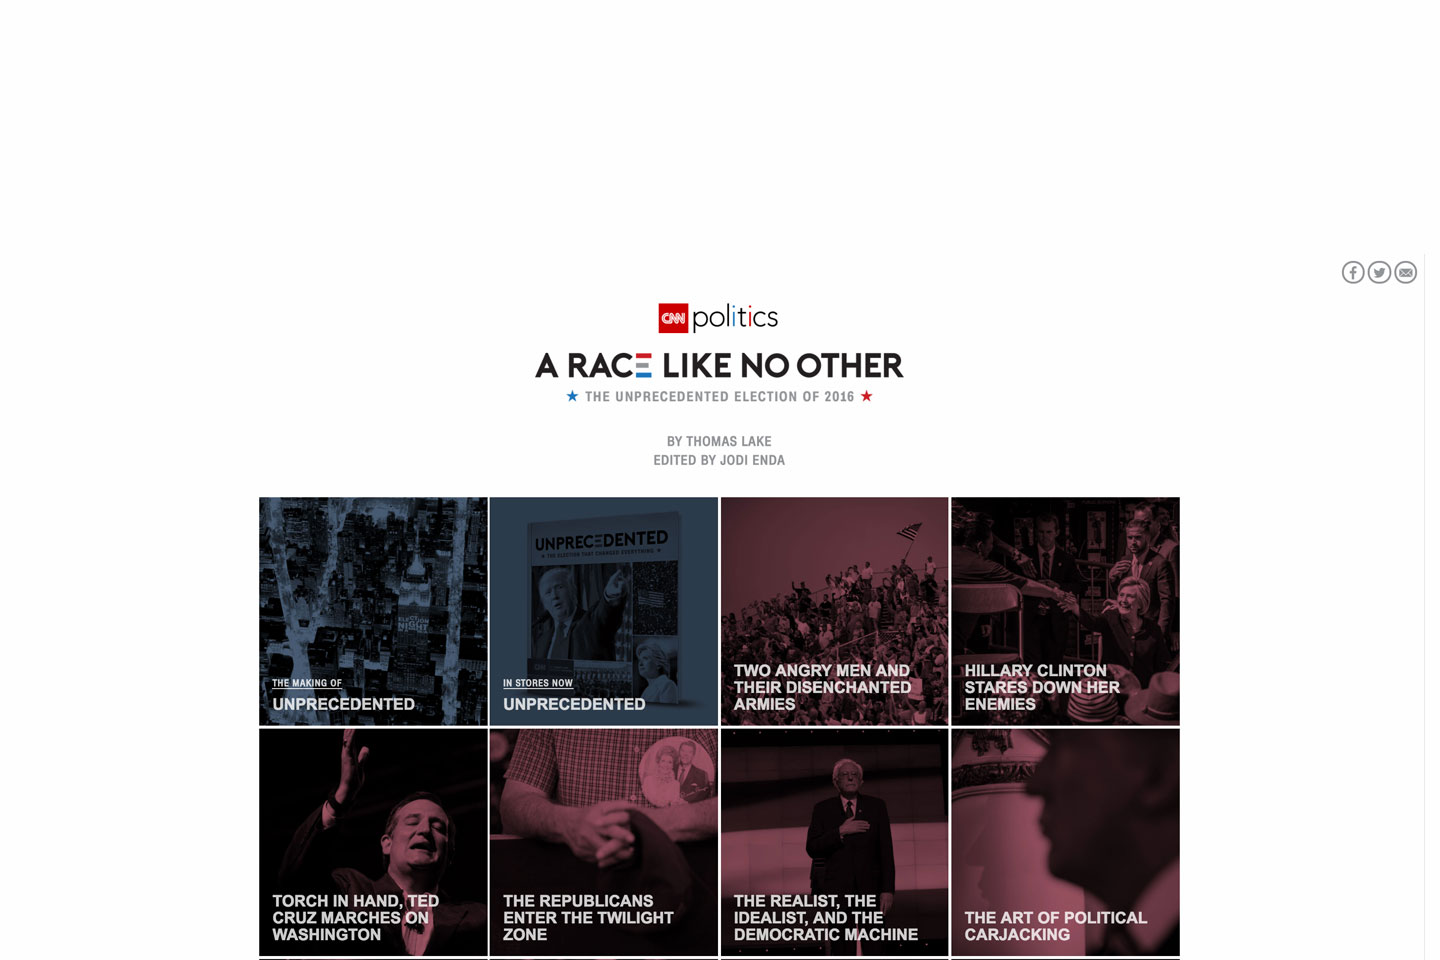 CNN politics
A RACE LIKE NO OTHER
THE UNPRECEDENTED ELECTION OF 2016
BY THOMAS LAKE
EDITED BY JODI ENDA
ELECTION
NIGHT
THE MAKING OF
UNPRECEDENTED
UNPRECEDENTED
THE ELECTION THAT CHANGED EVERYTHING
CNN
IN STORES NOW
UNPRECEDENTED
TWO ANGRY MEN AND
THEIR DISENCHANTED
ARMIES
HILLARY CLINTON
STARES DOWN HER
ENEMIES
TORCH IN HAND, TED
CRUZ MARCHES ON
WASHINGTON
THE REPUBLICANS
ENTER THE TWILIGHT
ZONE
THE REALIST, THE
IDEALIST, AND THE
DEMOCRATIC MACHINE
THE ART OF POLITICAL
CARJACKING